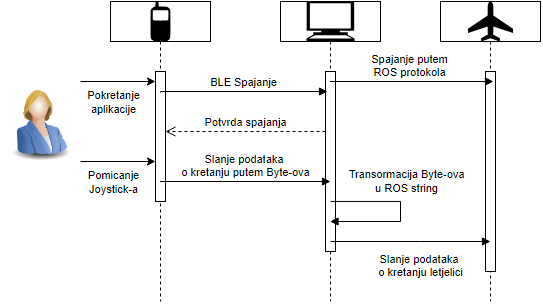 Spajanje putem
ROS protokola
Pokretanje
aplikacije
BLE Spajanje
Potvrda spajanja
Pomicanje
Joystick-a
Slanje podataka
o kretanju putem Byte-ova
Transormacija Byte-ova
u ROS string
Slanje podataka
o kretanju letjelici